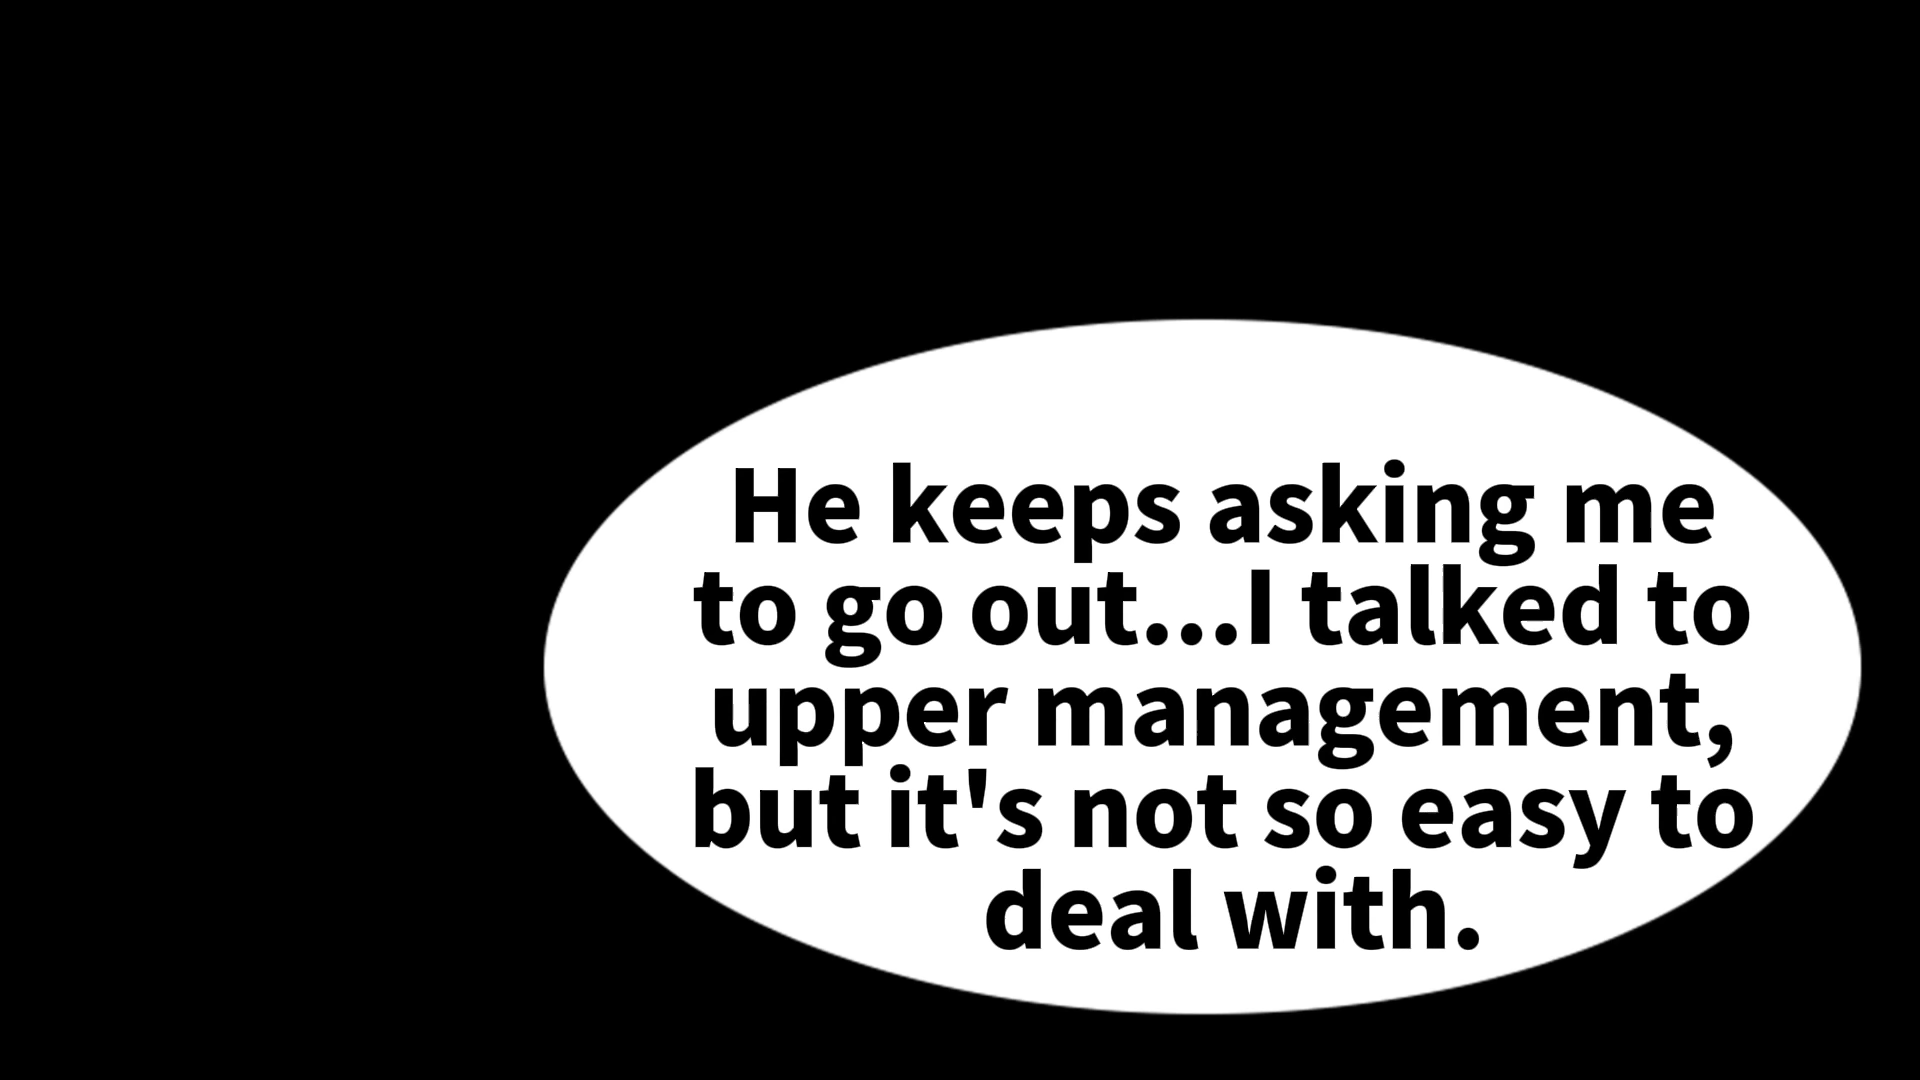 He keeps asking me
to go out...I talked to
upper management,
but it's not so easy to
deal with.